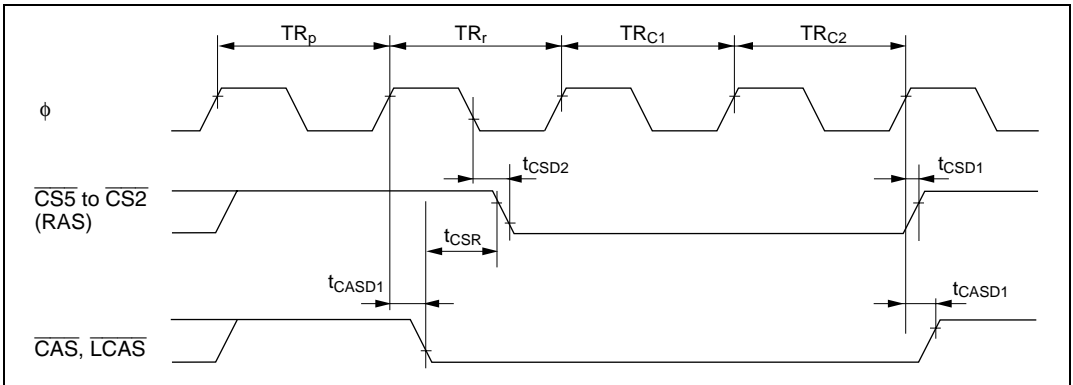 TRp TRr TRC1 TRC2
ϕ
tCSD2 tCSD1
CS5 to CS2
(RAS)
tCSR
tCASD1 tCASD1
CAS, LCAS